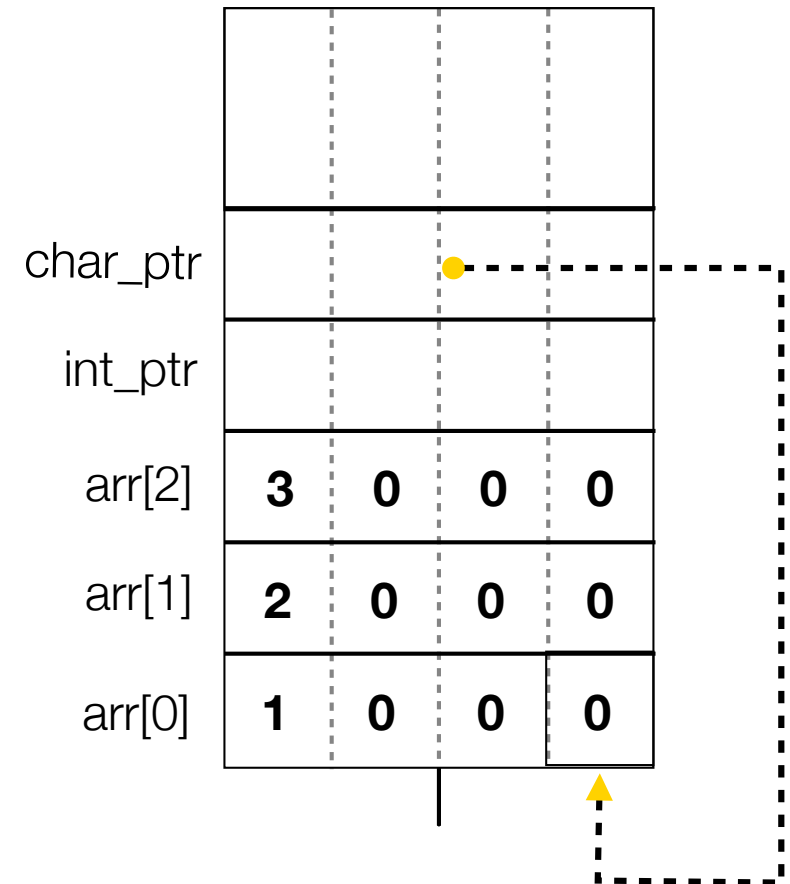 char_ptr
int_ptr
arr[2] 3 0 0 0
arr[1] 2 0 0 0
arr[0] 1 0 0 0